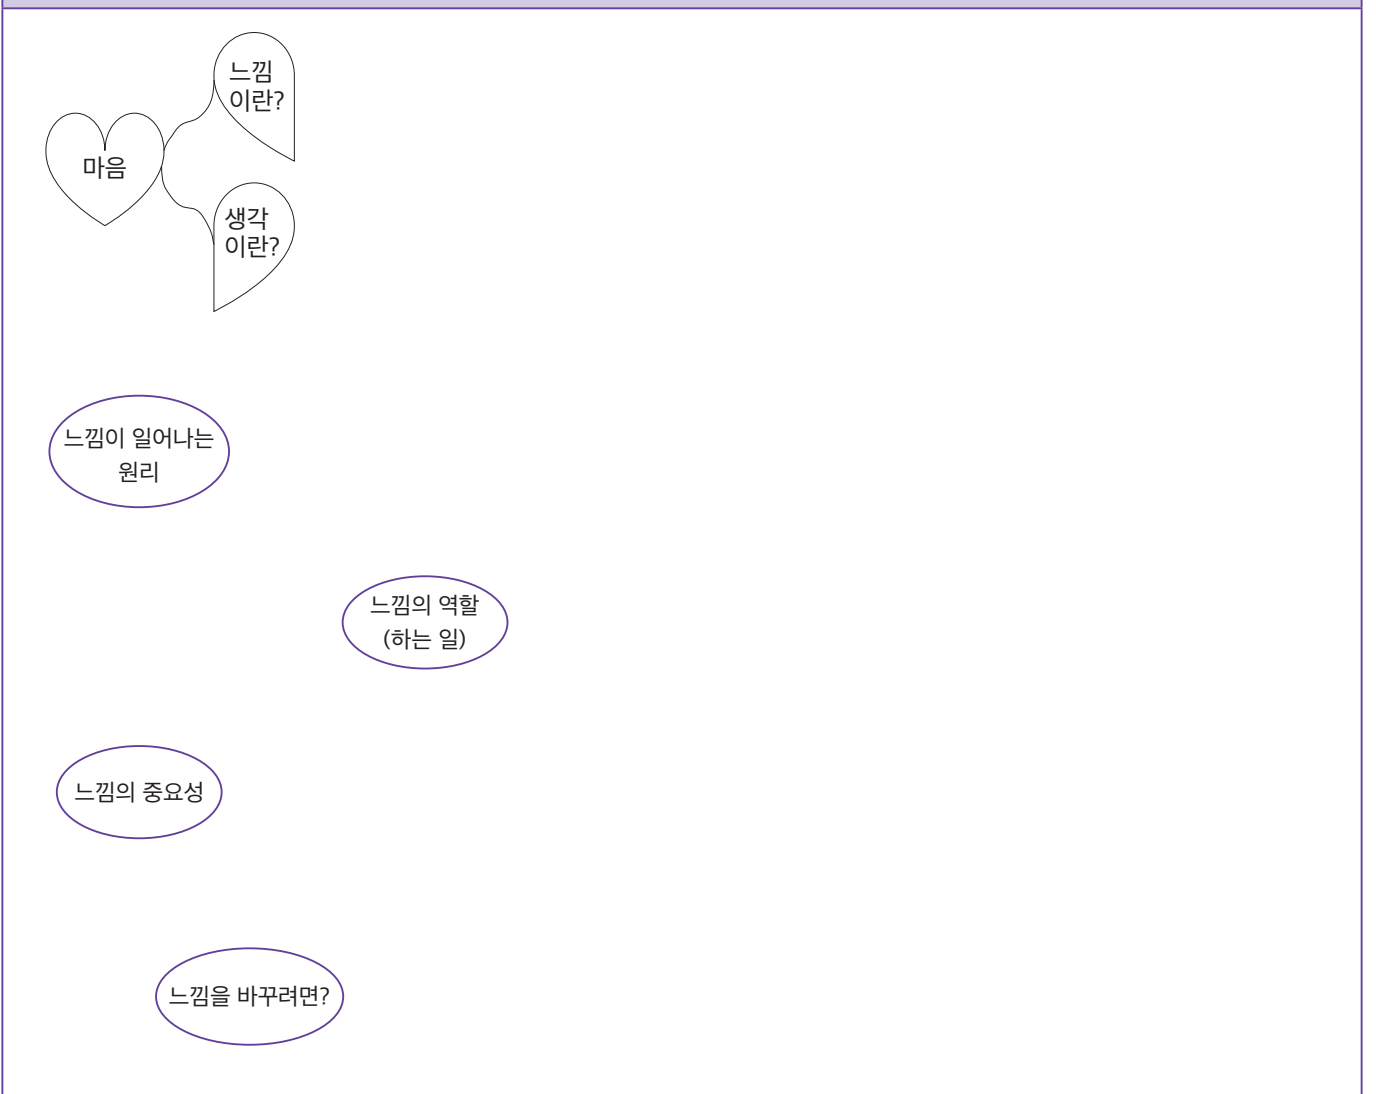 느낌
이란?
마음
생각
이란?
느낌이 일어나는
원리
느낌의 역할
(하는 일)
느낌의 중요성
느낌을 바꾸려면?